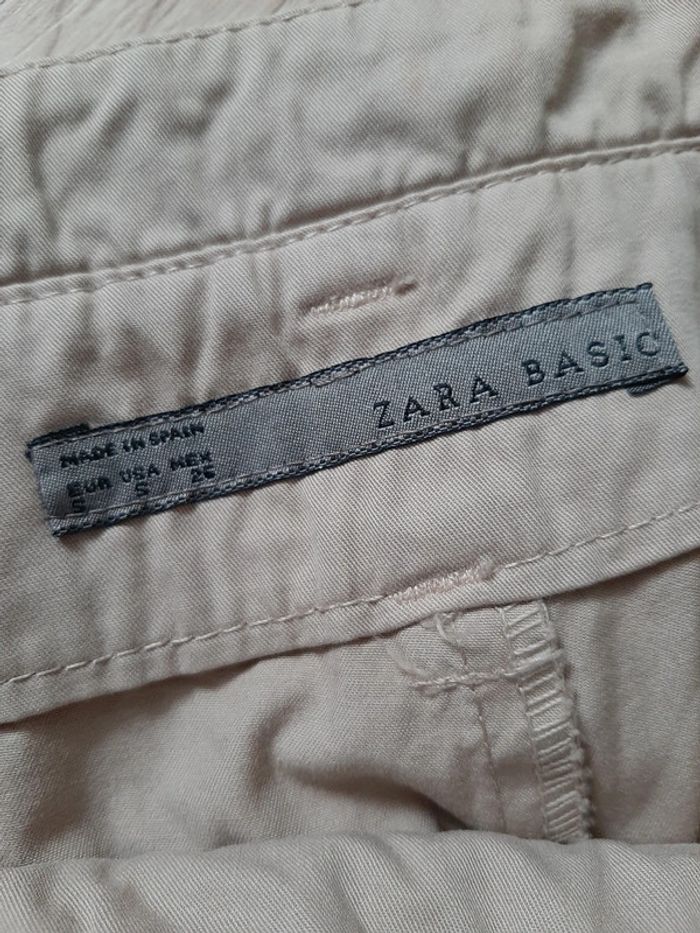 ZARA BASIC
MADE IN SPAIN
EUR USA MEX
S S 26